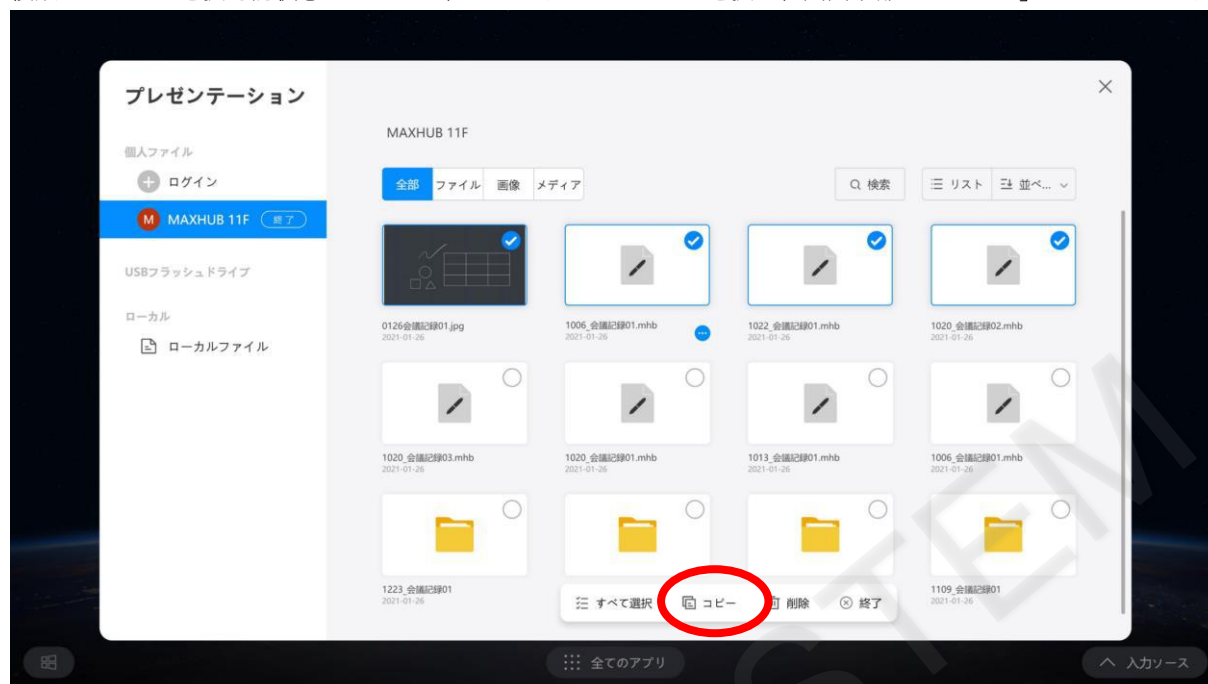 プレゼンテーション
個人ファイル
ログイン
M MAXHUB 11F 終了
USBフラッシュドライブ
ローカル
ローカルファイル
MAXHUB 11F
全部 ファイル 画像 メディア
検索 リスト 並べ...
0126会議記録01.jpg 1006_会議記録01.mhb 1022_会議記録01.mhb 1020_会議記録02.mhb
2021-01-26 2021-01-26 2021-01-26 2021-01-26
1020_会議記録03.mhb 1020_会議記録01.mhb 1013_会議記録01.mhb 1006_会議記録01.mhb
2021-01-26 2021-01-26 2021-01-26 2021-01-26
1223_会議記録01 1109_会議記録01
2021-01-26 2021-01-26
すべて選択 コピー 削除 終了
全てのアプリ 入力ソース
STEM